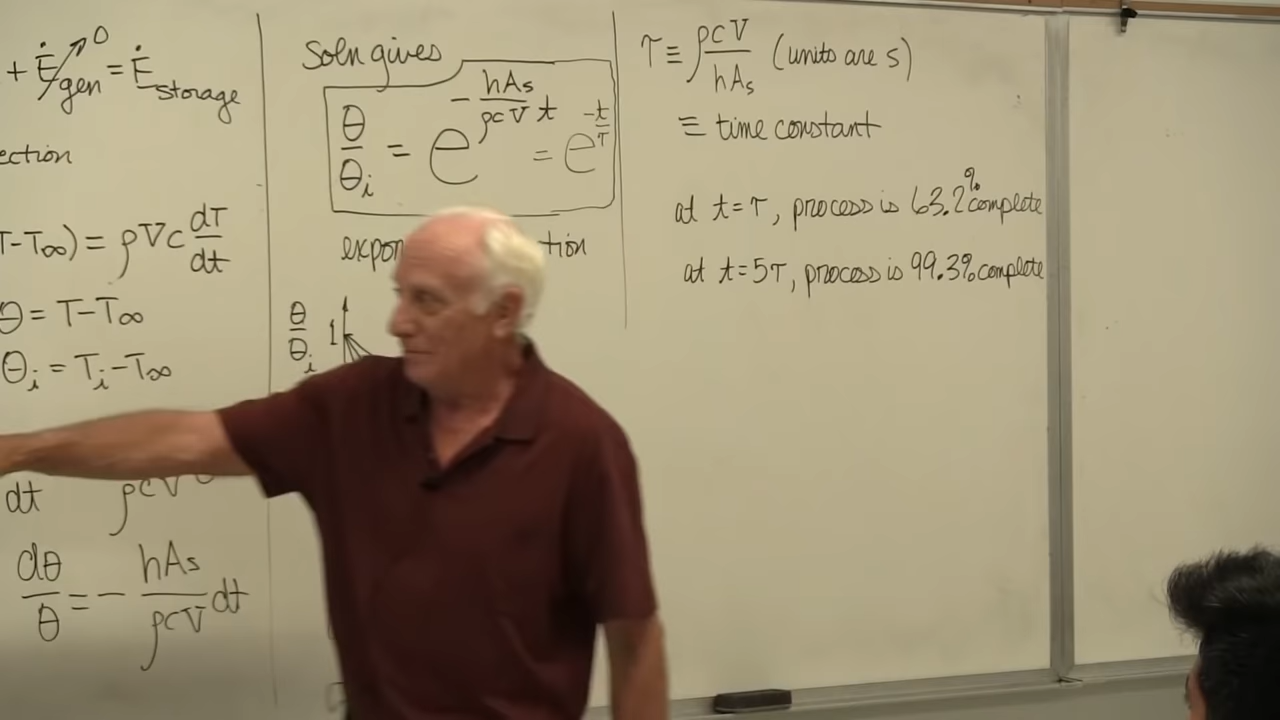 + Ė gen = Ė storage
0
ection
T-T∞) = ρVc dT/dt
θ = T-T∞
θi = Ti-T∞
dt ρcV
dθ/θ = - hAs/ρcV dt
Soln gives
θ/θi = e^(-hAs/ρcV t) = e^(-t/τ)
expon tion
θ/θi 1
τ ≡ ρcV/hAs (units are s)
≡ time constant
at t=τ, process is 63.2% complete
at t=5τ, process is 99.3% complete